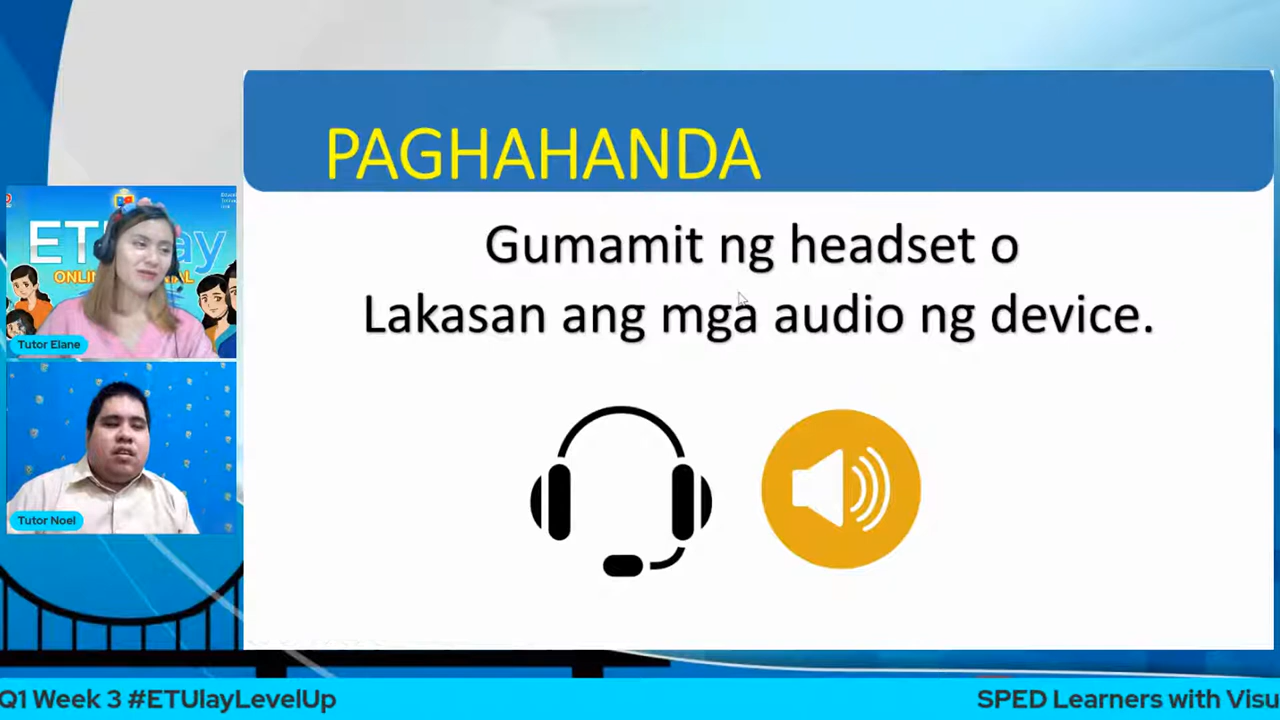 PAGHAHANDA
Gumamit ng headset o
Lakasan ang mga audio ng device.
Tutor Elane
Tutor Noel
Q1 Week 3 #ETUlayLevelUp
SPED Learners with Visu